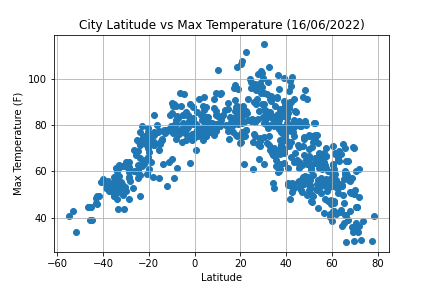 City Latitude vs Max Temperature (16/06/2022)
100
80
60
40
Max Temperature (F)
−60 −40 −20 0 20 40 60 80
Latitude